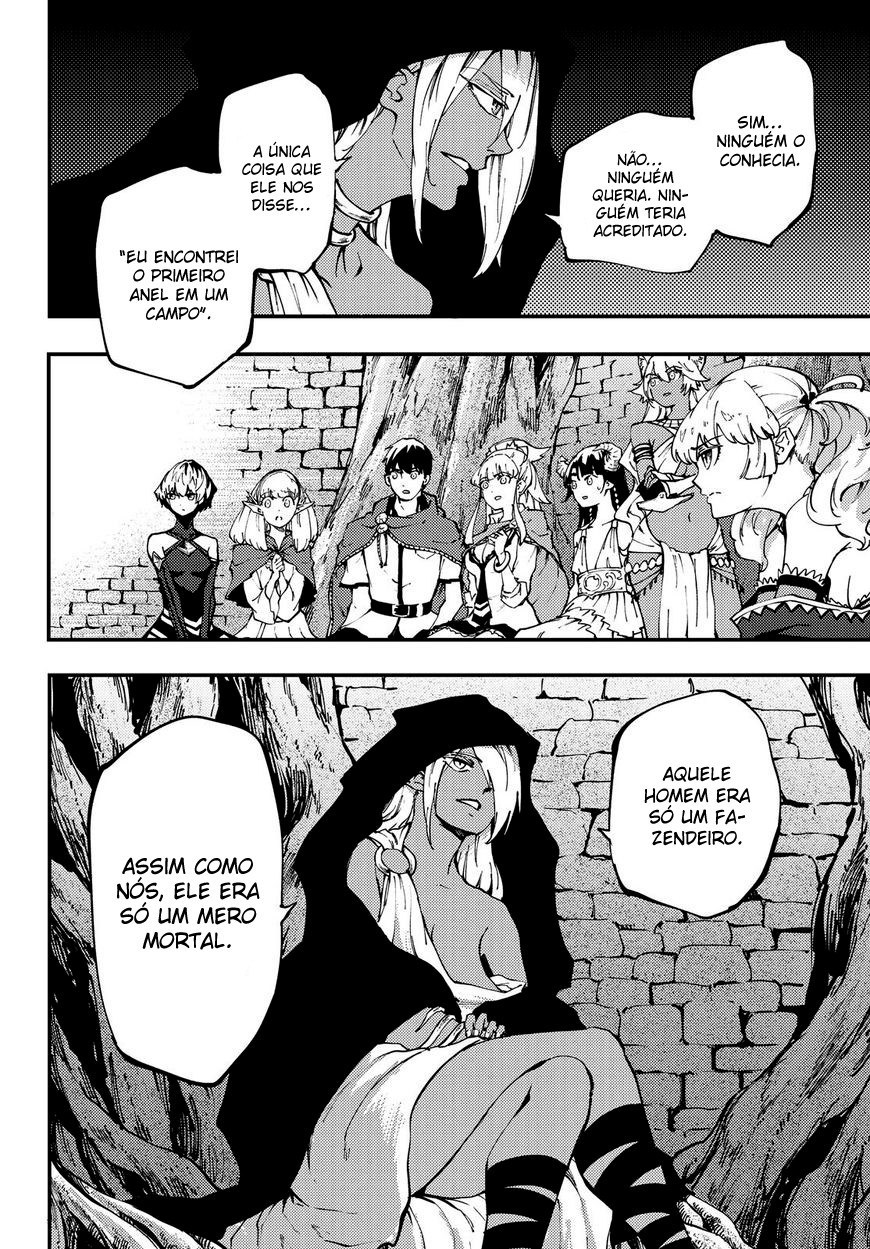 SIM...
NINGUÉM O
CONHECIA.
NÃO...
NINGUÉM
QUERIA. NIN-
GUÉM TERIA
ACREDITADO.
A ÚNICA
COISA QUE
ELE NOS
DISSE...
"EU ENCONTREI
O PRIMEIRO
ANEL EM UM
CAMPO".
AQUELE
HOMEM ERA
SÓ UM FA-
ZENDEIRO.
ASSIM COMO
NÓS, ELE ERA
SÓ UM MERO
MORTAL.